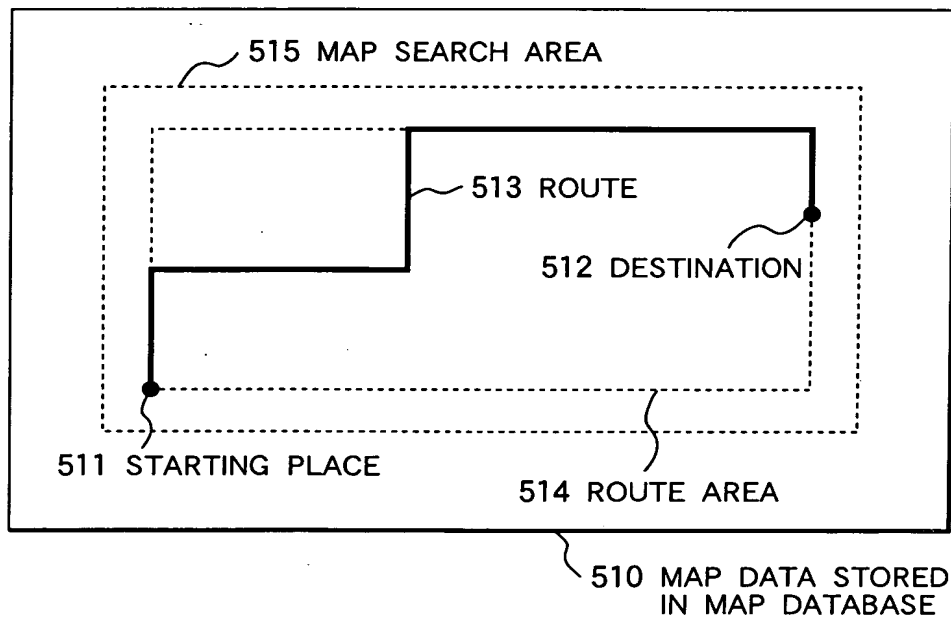 515 MAP SEARCH AREA
513 ROUTE
512 DESTINATION
511 STARTING PLACE
514 ROUTE AREA
510 MAP DATA STORED
IN MAP DATABASE